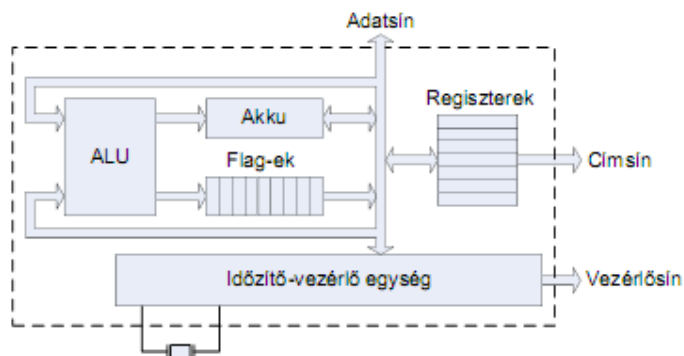 Adatsín
Regiszterek
Akku
ALU
Flag-ek
Címsín
Időzítő-vezérlő egység
Vezérlősín